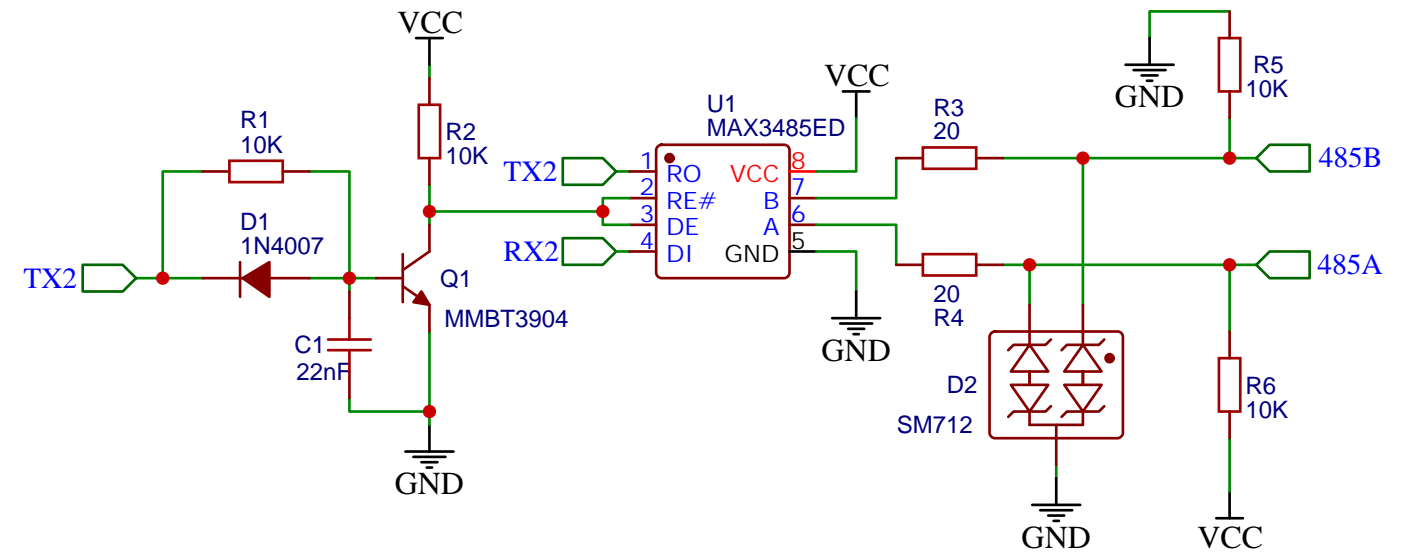 VCC
R1
10K
R2
10K
D1
1N4007
TX2
Q1
MMBT3904
C1
22nF
GND
U1
MAX3485ED
VCC
TX2
1
RO
2
RE#
3
DE
RX2
4
DI
VCC
8
B
7
A
6
GND
5
GND
R3
20
20
R4
GND
R5
10K
485B
485A
D2
SM712
GND
R6
10K
VCC